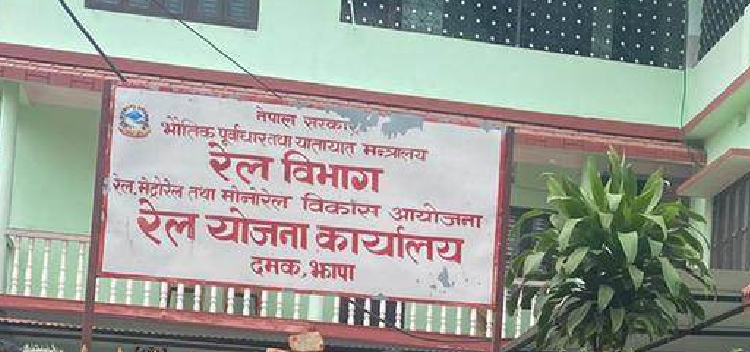 नेपाल सरकार
भौतिक पूर्वाधार तथा यातायात मन्त्रालय
रेल विभाग
रेल, मेट्रोरेल तथा मोनोरेल विकास आयोजना
रेल योजना कार्यालय
दमक, झापा